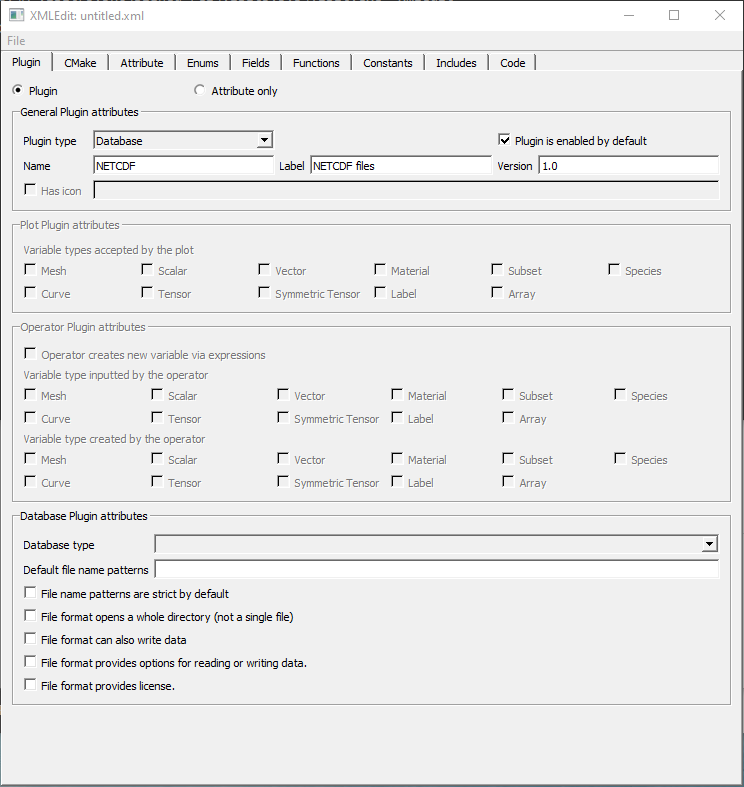 XMLEdit: untitled.xml
File
Plugin CMake Attribute Enums Fields Functions Constants Includes Code
Plugin Attribute only
General Plugin attributes
Plugin type Database Plugin is enabled by default
Name NETCDF Label NETCDF files Version 1.0
Has icon
Plot Plugin attributes
Variable types accepted by the plot
Mesh Scalar Vector Material Subset Species
Curve Tensor Symmetric Tensor Label Array
Operator Plugin attributes
Operator creates new variable via expressions
Variable type inputted by the operator
Mesh Scalar Vector Material Subset Species
Curve Tensor Symmetric Tensor Label Array
Variable type created by the operator
Mesh Scalar Vector Material Subset Species
Curve Tensor Symmetric Tensor Label Array
Database Plugin attributes
Database type
Default file name patterns
File name patterns are strict by default
File format opens a whole directory (not a single file)
File format can also write data
File format provides options for reading or writing data.
File format provides license.